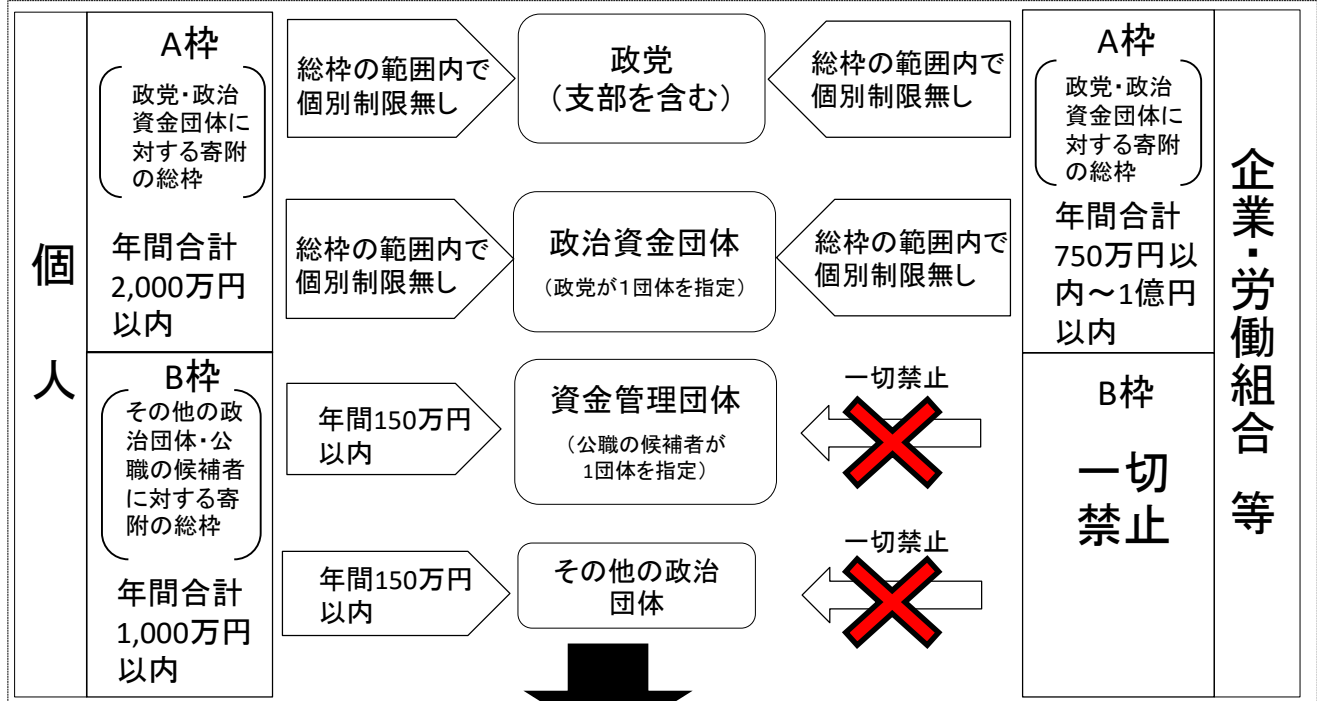 個人
A枠
政党・政治
資金団体に
対する寄附
の総枠
年間合計
2,000万円
以内
B枠
その他の政
治団体・公
職の候補者
に対する寄
附の総枠
年間合計
1,000万円
以内
総枠の範囲内で
個別制限無し
政党
（支部を含む）
総枠の範囲内で
個別制限無し
総枠の範囲内で
個別制限無し
政治資金団体
（政党が１団体を指定）
総枠の範囲内で
個別制限無し
年間150万円
以内
資金管理団体
（公職の候補者が
1団体を指定）
一切禁止
年間150万円
以内
その他の政治
団体
一切禁止
A枠
政党・政治
資金団体に
対する寄附
の総枠
年間合計
750万円以
内～1億円
以内
B枠
一切
禁止
企業・労働組合 等